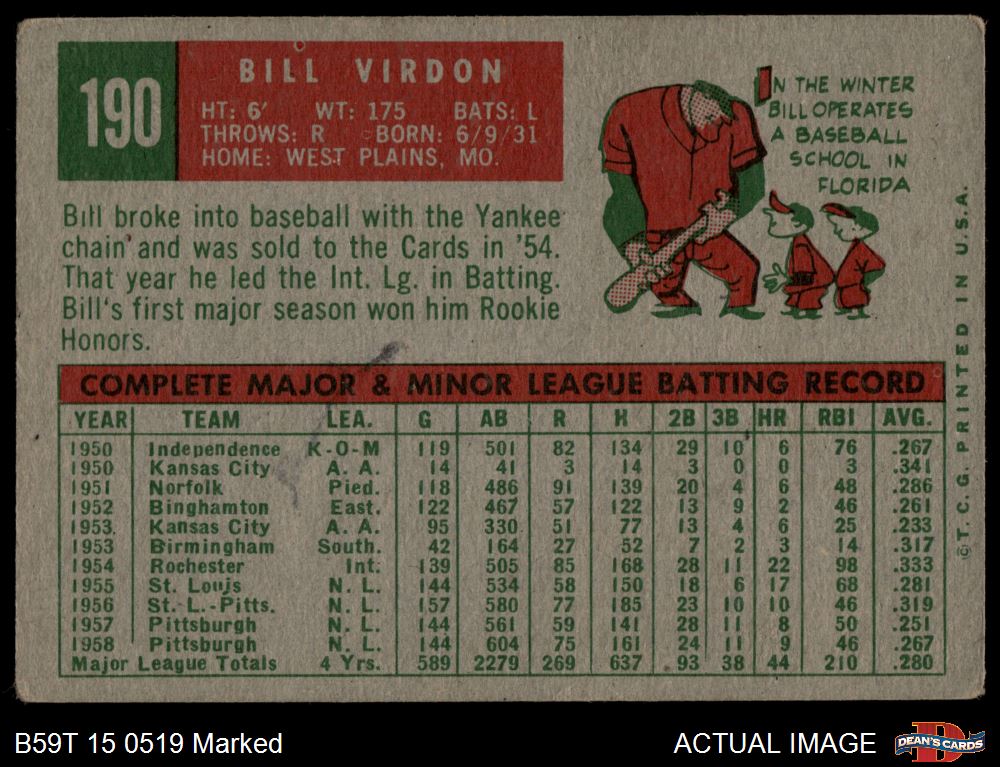 190
BILL VIRDON
HT: 6' WT: 175 BATS: L
THROWS: R BORN: 6/9/31
HOME: WEST PLAINS, MO.
IN THE WINTER
BILL OPERATES
A BASEBALL
SCHOOL IN
FLORIDA
Bill broke into baseball with the Yankee
chain and was sold to the Cards in '54.
That year he led the Int. Lg. in Batting.
Bill's first major season won him Rookie
Honors.
COMPLETE MAJOR & MINOR LEAGUE BATTING RECORD
YEAR TEAM LEA. G AB R H 2B 3B HR RBI AVG.
1950 Independence K-O-M 119 501 82 134 29 10 6 76 .267
1950 Kansas City A. A. 14 41 3 14 3 0 0 3 .341
1951 Norfolk Pied. 118 486 91 139 20 4 6 48 .286
1952 Binghamton East. 122 467 57 122 13 9 2 46 .261
1953 Kansas City A. A. 95 330 51 77 13 4 6 25 .233
1953 Birmingham South. 42 164 27 52 7 2 3 14 .317
1954 Rochester Int. 139 505 85 168 28 11 22 98 .333
1955 St. Louis N. L. 144 534 58 150 18 6 17 68 .281
1956 St. L.-Pitts. N. L. 157 580 77 185 23 10 10 46 .319
1957 Pittsburgh N. L. 144 561 59 141 28 11 8 50 .251
1958 Pittsburgh N. L. 144 604 75 161 24 11 9 46 .267
Major League Totals 4 Yrs. 589 2279 269 637 93 38 44 210 .280
© T. C. G. PRINTED IN U.S.A.
B59T 15 0519 Marked
ACTUAL IMAGE
D
DEAN'S CARDS